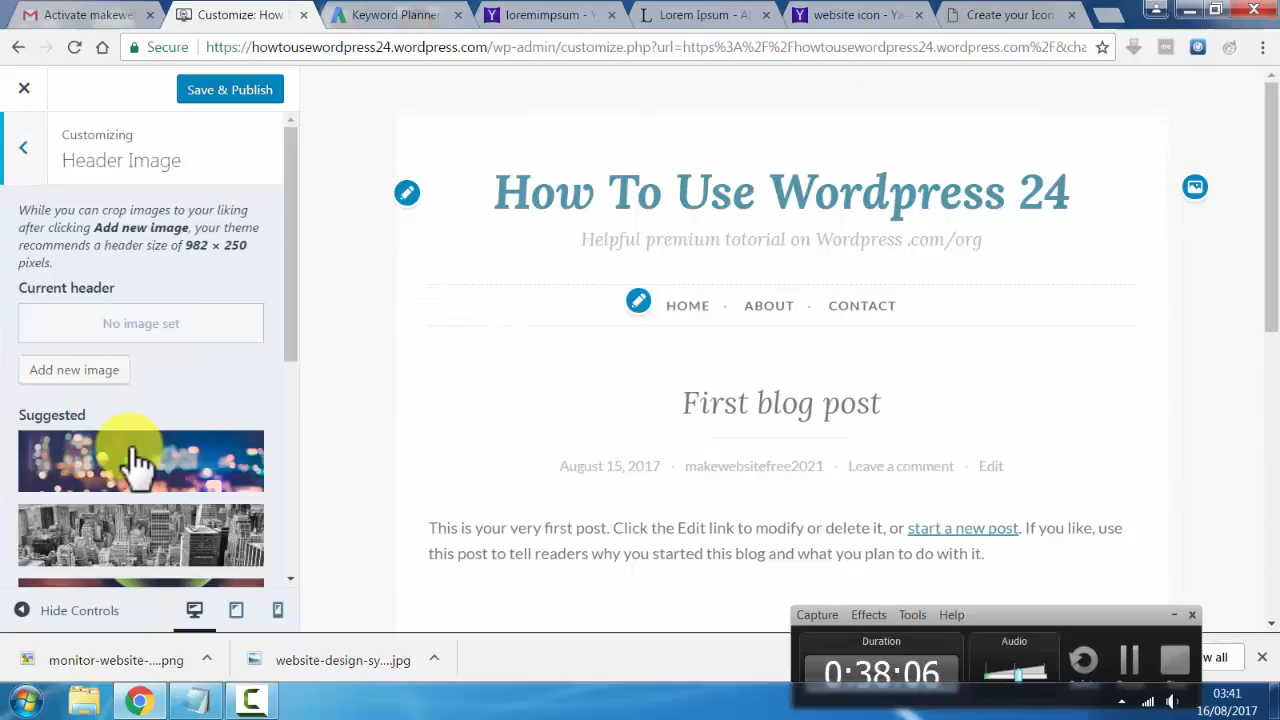 Activate makewe
Customize: How
Keyword Planner
loremipsum - Y
Lorem Ipsum - Al
website icon - Ya
Create your Icon
Secure
https://howtousewordpress24.wordpress.com/wp-admin/customize.php?url=https%3A%2F%2Fhowtousewordpress24.wordpress.com%2F&cha
Save & Publish
Customizing
Header Image
While you can crop images to your liking
after clicking Add new image, your theme
recommends a header size of 982 × 250
pixels.
Current header
No image set
Add new image
Suggested
Hide Controls
How To Use Wordpress 24
Helpful premium totorial on Wordpress .com/org
HOME · ABOUT · CONTACT
First blog post
August 15, 2017 · makewebsitefree2021 · Leave a comment · Edit
This is your very first post. Click the Edit link to modify or delete it, or start a new post. If you like, use
this post to tell readers why you started this blog and what you plan to do with it.
Capture Effects Tools Help
Duration
Audio
0:38:06
monitor-website-....png
website-design-sy....jpg
w all
03:41
16/08/2017